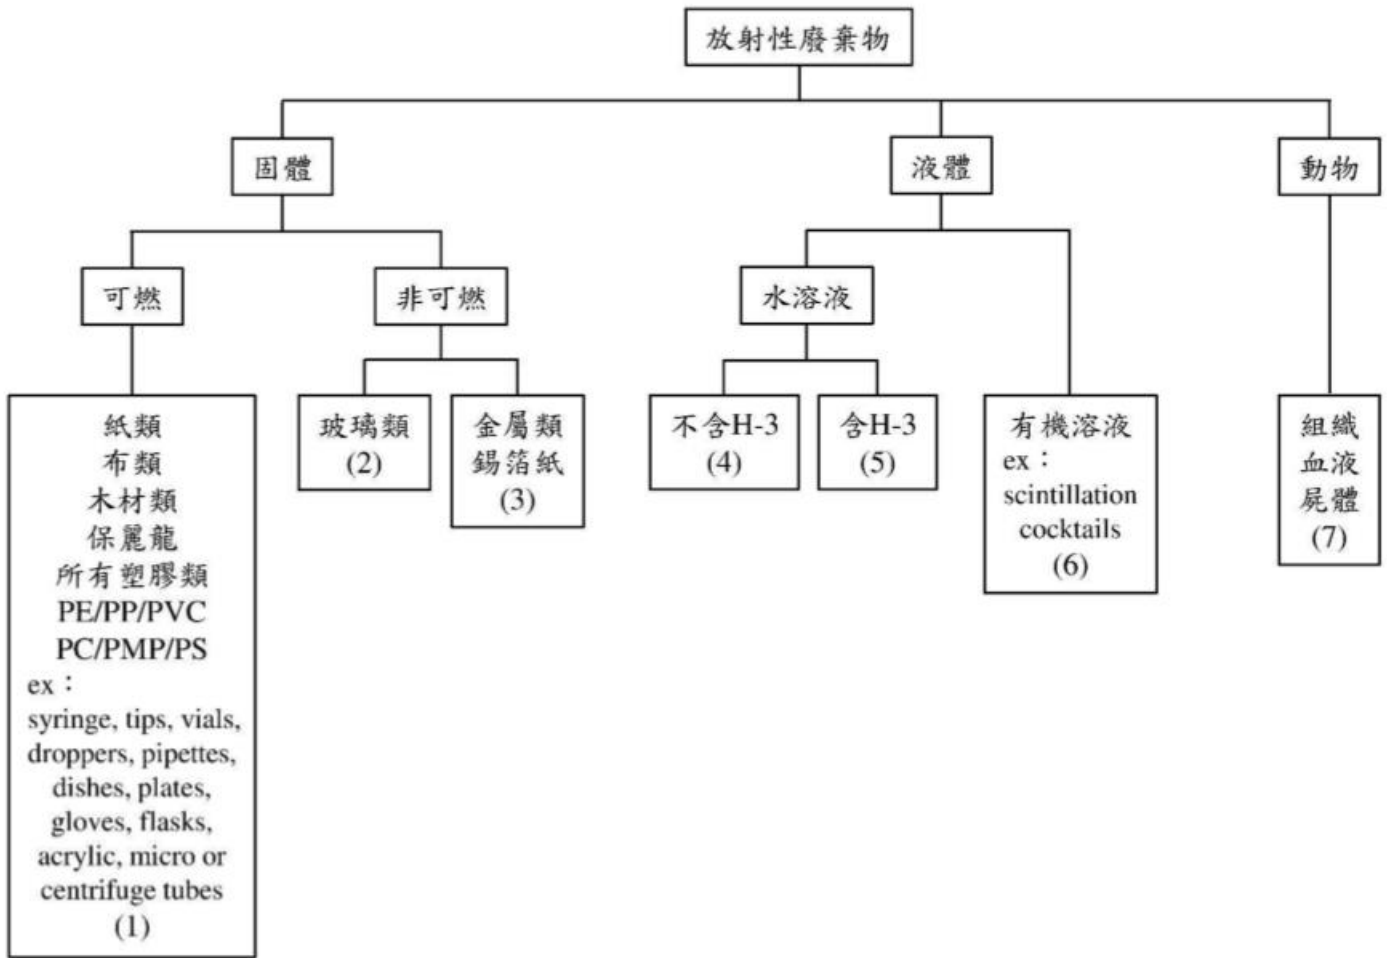 放射性廢棄物
固體
液體
動物
可燃
非可燃
水溶液
紙類
布類
木材類
保麗龍
所有塑膠類
PE/PP/PVC
PC/PMP/PS
ex：
syringe, tips, vials,
droppers, pipettes,
dishes, plates,
gloves, flasks,
acrylic, micro or
centrifuge tubes
(1)
玻璃類
(2)
金屬類
錫箔紙
(3)
不含H-3
(4)
含H-3
(5)
有機溶液
ex：
scintillation
cocktails
(6)
組織
血液
屍體
(7)